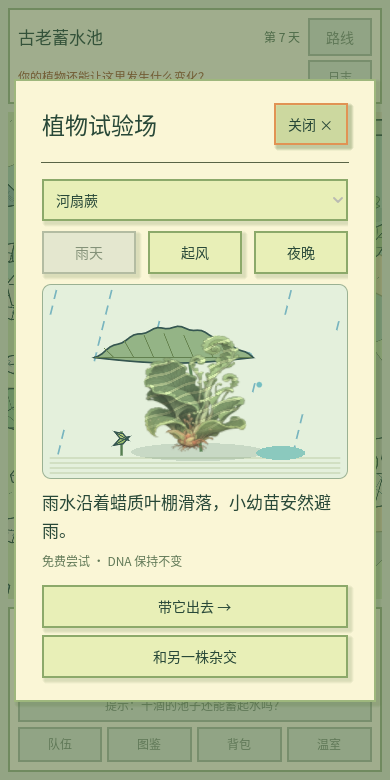 古老蓄水池
第 7 天
路线
你的植物还能让这里发生什么变化?
日志
植物试验场
关闭 ×
河扇蕨
雨天
起风
夜晚
雨水沿着蜡质叶棚滑落，小幼苗安然避
雨。
免费尝试 · DNA 保持不变
带它出去 →
和另一株杂交
提示：干涸的池子还能蓄起水吗?
队伍
图鉴
背包
温室